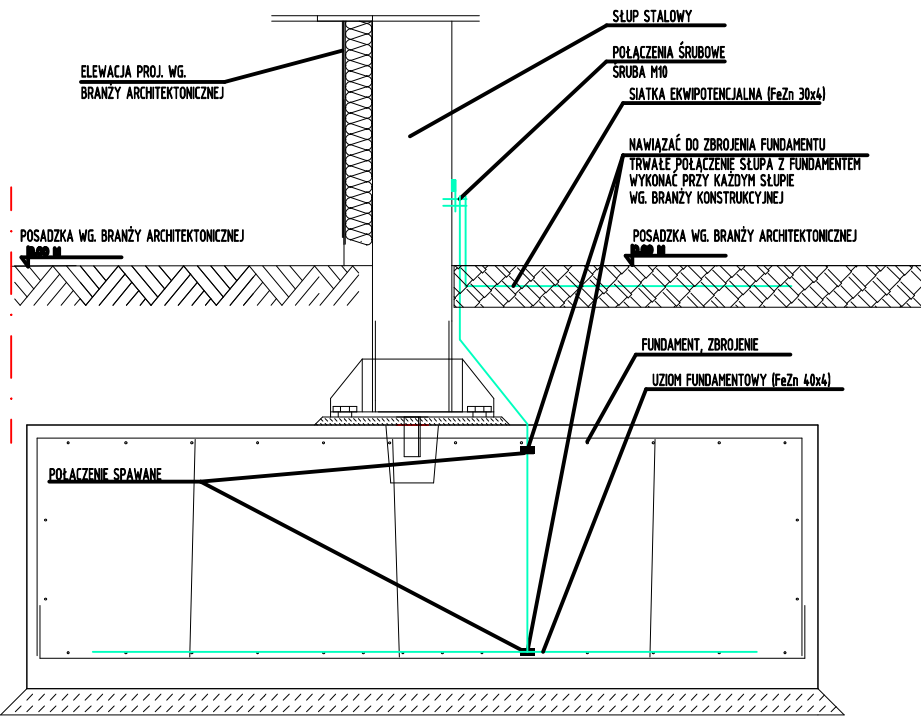 SŁUP STALOWY
POŁĄCZENIA ŚRUBOWE
ŚRUBA M10
ELEWACJA PROJ. WG.
BRANŻY ARCHITEKTONICZNEJ
SIATKA EKWIPOTENCJALNA (FeZn 30x4)
NAWIĄZAĆ DO ZBROJENIA FUNDAMENTU
TRWAŁE POŁĄCZENIE SŁUPA Z FUNDAMENTEM
WYKONAĆ PRZY KAŻDYM SŁUPIE
WG. BRANŻY KONSTRUKCYJNEJ
POSADZKA WG. BRANŻY ARCHITEKTONICZNEJ
POSADZKA WG. BRANŻY ARCHITEKTONICZNEJ
FUNDAMENT, ZBROJENIE
UZIOM FUNDAMENTOWY (FeZn 40x4)
POŁĄCZENIE SPAWANE